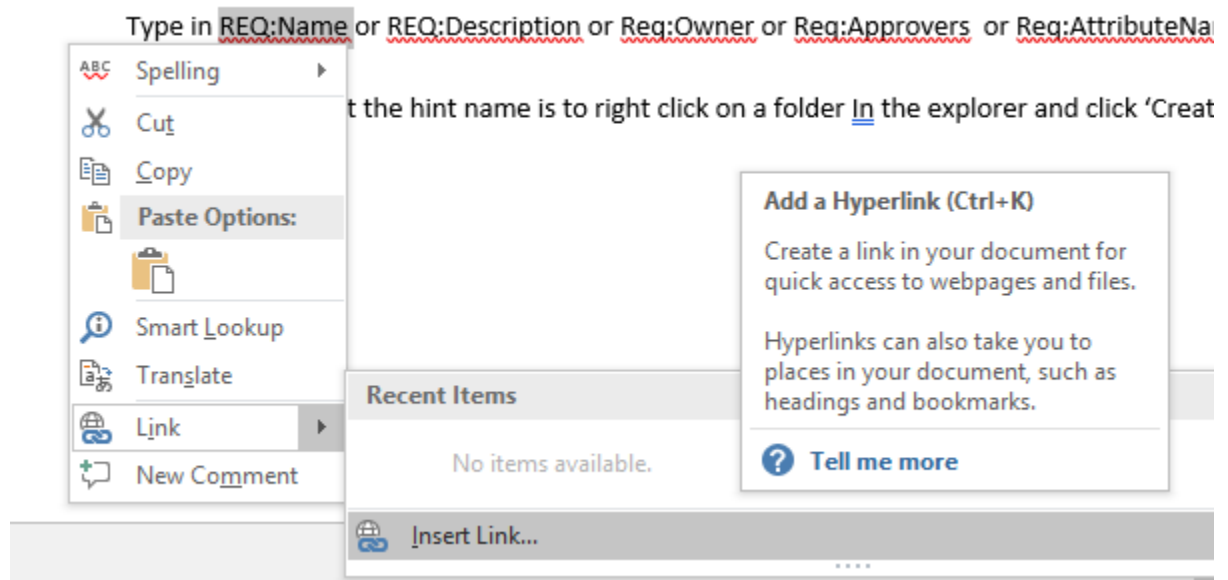 Type in REQ:Name or REQ:Description or Req:Owner or Req:Approvers or Req:AttributeNa
t the hint name is to right click on a folder In the explorer and click ‘Creat
ABC Spelling
Cut
Copy
Paste Options:
Smart Lookup
Translate
Link
New Comment
Recent Items
No items available.
Insert Link...
Add a Hyperlink (Ctrl+K)
Create a link in your document for
quick access to webpages and files.
Hyperlinks can also take you to
places in your document, such as
headings and bookmarks.
? Tell me more